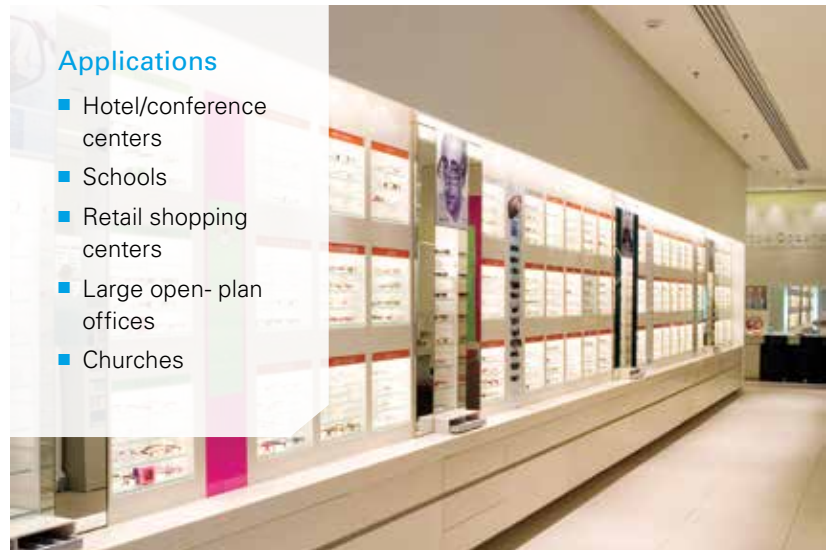 Applications
Hotel/conference
centers
Schools
Retail shopping
centers
Large open- plan
offices
Churches